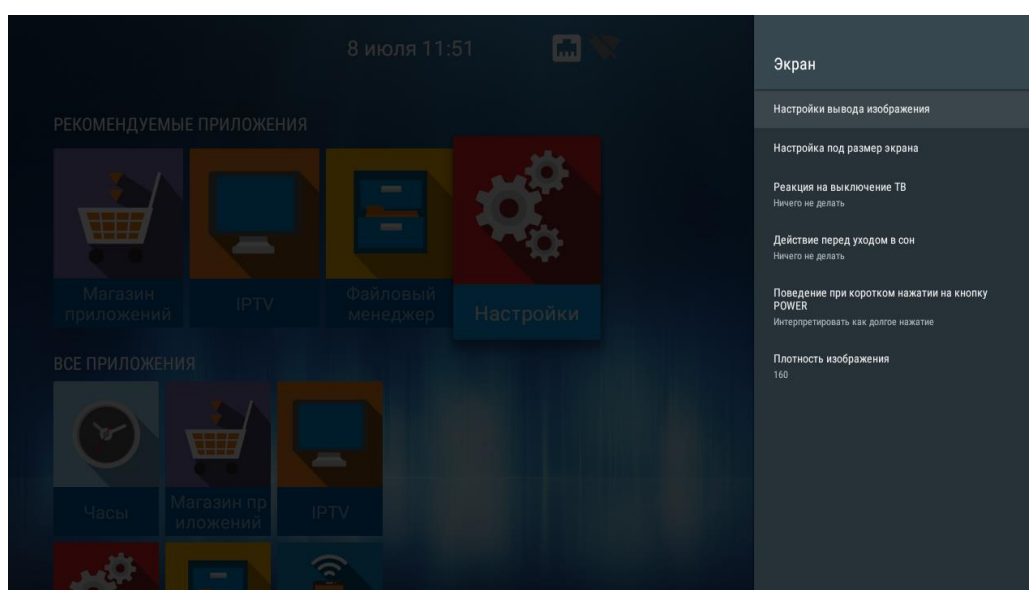 8 июля 11:51
РЕКОМЕНДУЕМЫЕ ПРИЛОЖЕНИЯ
Магазин
приложений
IPTV
Файловый
менеджер
Настройки
ВСЕ ПРИЛОЖЕНИЯ
Часы
Магазин пр
иложений
IPTV
Экран
Настройки вывода изображения
Настройка под размер экрана
Реакция на выключение ТВ
Ничего не делать
Действие перед уходом в сон
Ничего не делать
Поведение при коротком нажатии на кнопку
POWER
Интерпретировать как долгое нажатие
Плотность изображения
160